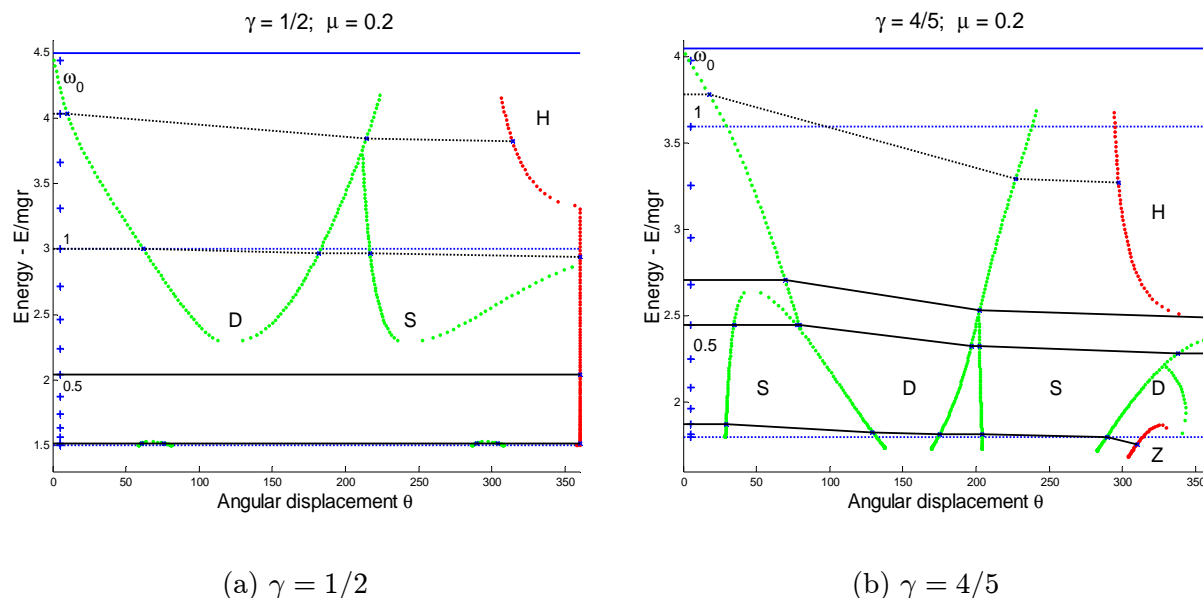 γ = 1/2; μ = 0.2
Energy - E/mgr
4.5
4
3.5
3
2.5
2
1.5
ω0
1
0.5
D
S
H
0
50
100
150
200
250
300
350
Angular displacement θ
(a) γ = 1/2
γ = 4/5; μ = 0.2
Energy - E/mgr
4
3.5
3
2.5
2
ω0
1
0.5
S
D
S
D
H
Z
0
50
100
150
200
250
300
350
Angular displacement θ
(b) γ = 4/5